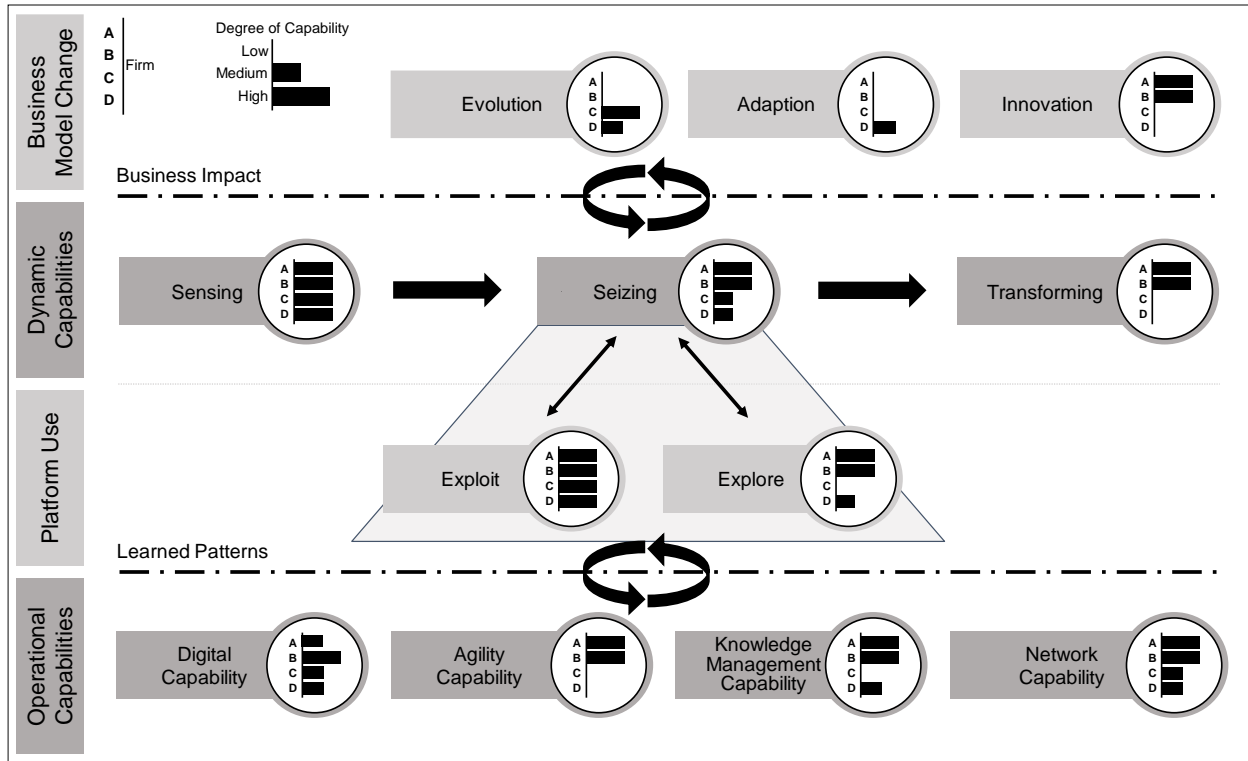 Business
Model Change
A
B
C
D
Firm
Degree of Capability
Low
Medium
High
Evolution
A
B
C
D
Adaption
A
B
C
D
Innovation
A
B
C
D
Business Impact
Dynamic
Capabilities
Sensing
A
B
C
D
Seizing
A
B
C
D
Transforming
A
B
C
D
Platform Use
Exploit
A
B
C
D
Explore
A
B
C
D
Learned Patterns
Operational
Capabilities
Digital
Capability
A
B
C
D
Agility
Capability
A
B
C
D
Knowledge
Management
Capability
A
B
C
D
Network
Capability
A
B
C
D